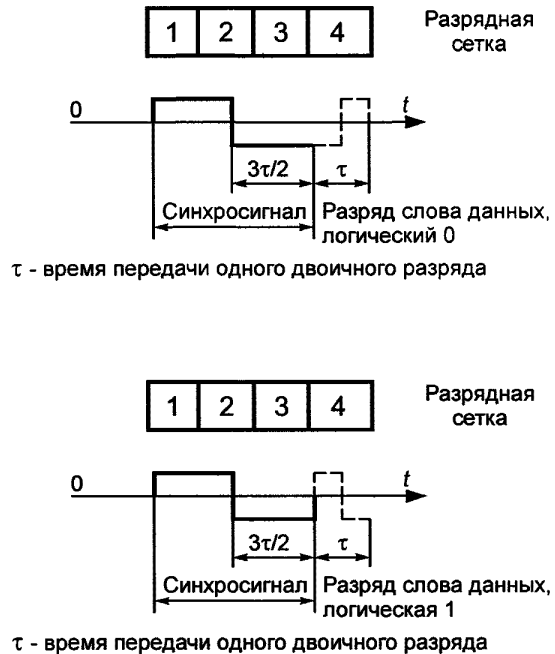 1 2 3 4
Разрядная
сетка
0
t
3τ/2
τ
Синхросигнал
Разряд слова данных,
логический 0
τ - время передачи одного двоичного разряда
1 2 3 4
Разрядная
сетка
0
t
3τ/2
τ
Синхросигнал
Разряд слова данных,
логическая 1
τ - время передачи одного двоичного разряда